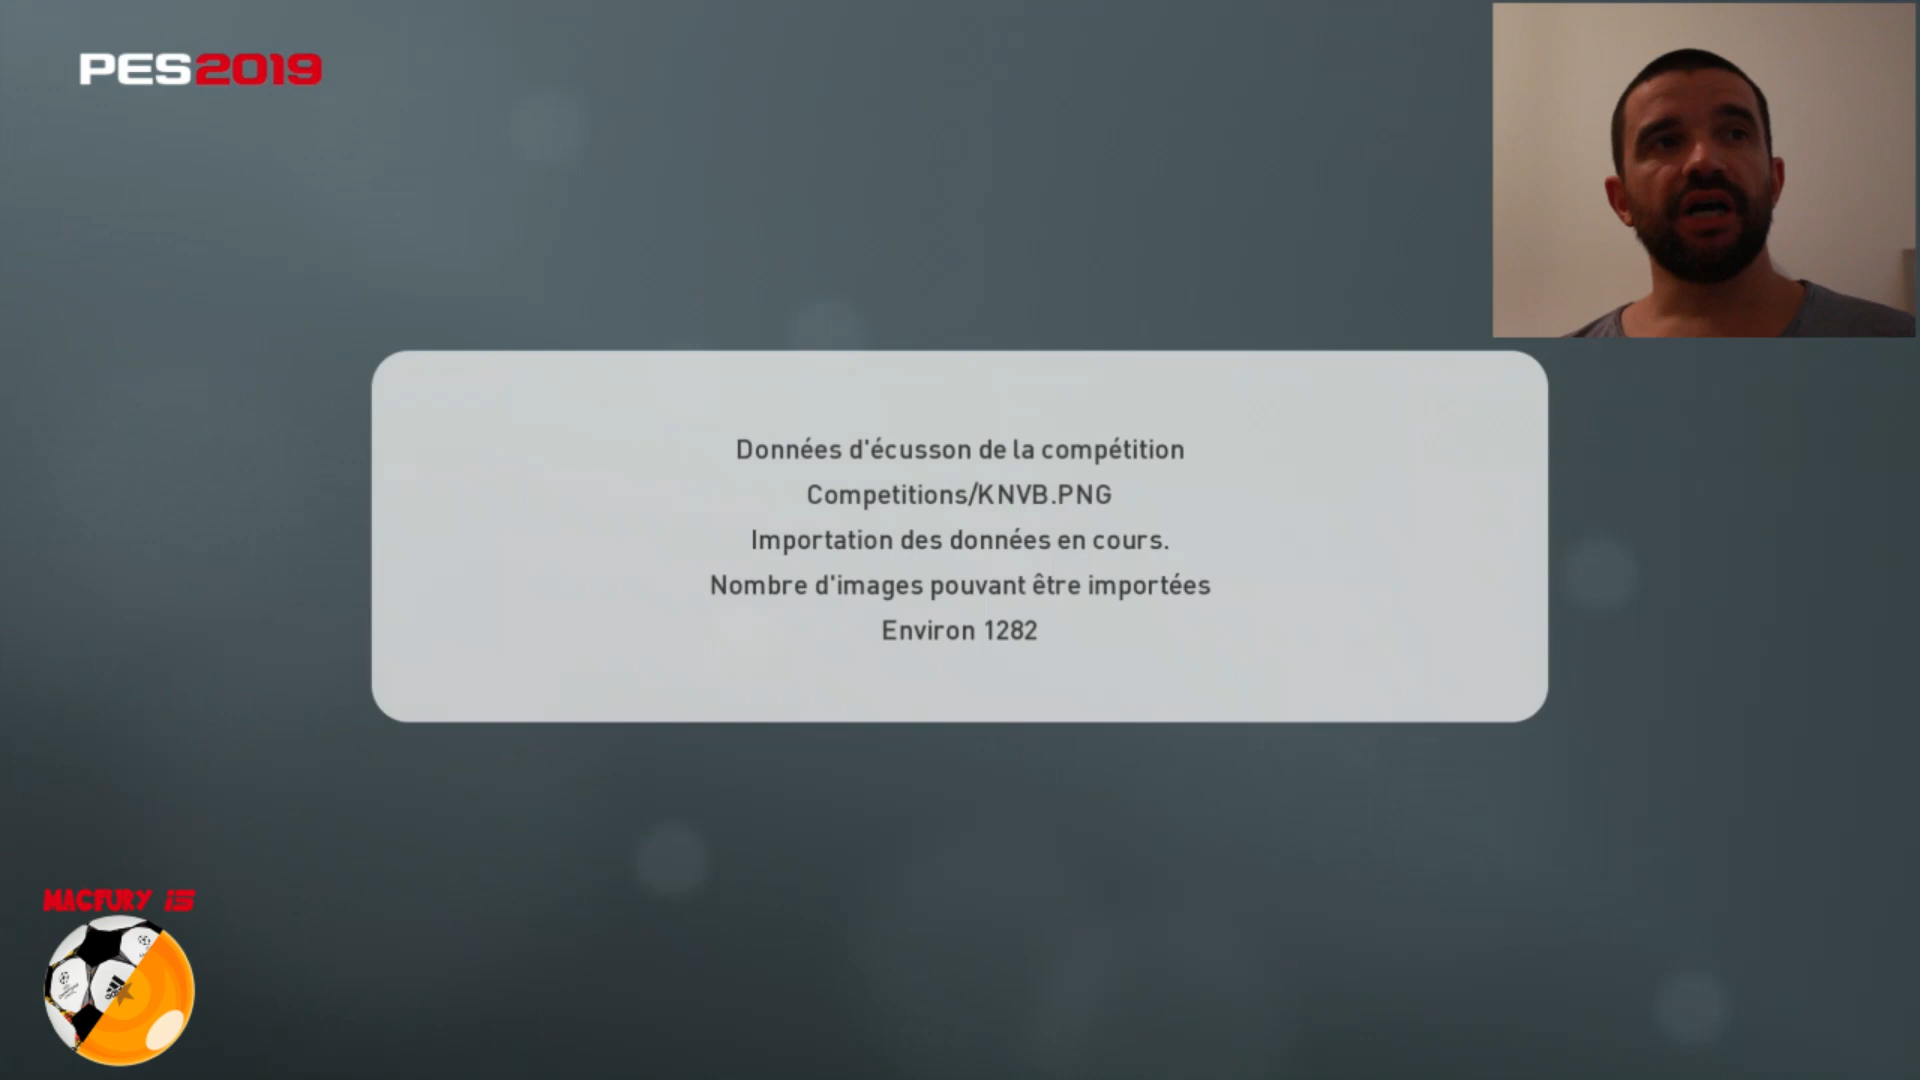 PES2019
Données d'écusson de la compétition
Competitions/KNVB.PNG
Importation des données en cours.
Nombre d'images pouvant être importées
Environ 1282
MACFURY IS